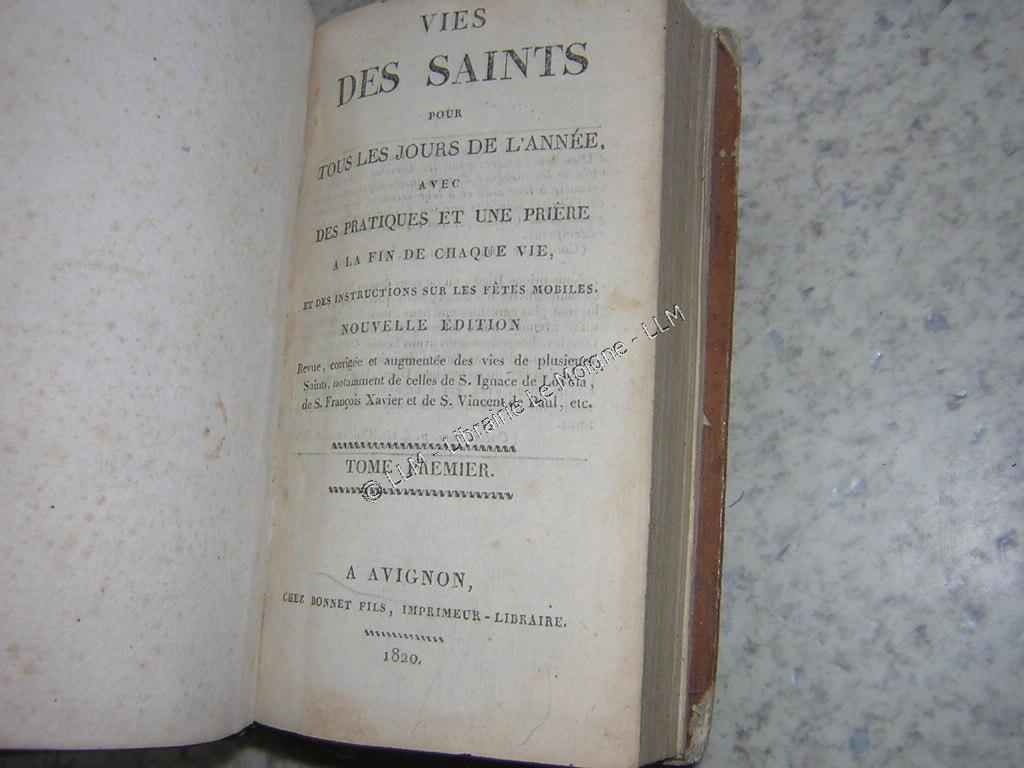 VIES
DES SAINTS
POUR
TOUS LES JOURS DE L'ANNÉE,
AVEC
DES PRATIQUES ET UNE PRIÈRE
A LA FIN DE CHAQUE VIE,
ET DES INSTRUCTIONS SUR LES FÊTES MOBILES.
NOUVELLE EDITION
Revue, corrigée et augmentée des vies de plusieurs
Saints, notamment de celles de S. Ignace de Loyola,
de S. François Xavier et de S. Vincent de Paul, etc.
TOME PREMIER.
© LLM - Librairie Le Moigne - LLM
A AVIGNON,
CHEZ BONNET FILS, IMPRIMEUR-LIBRAIRE.
1820.